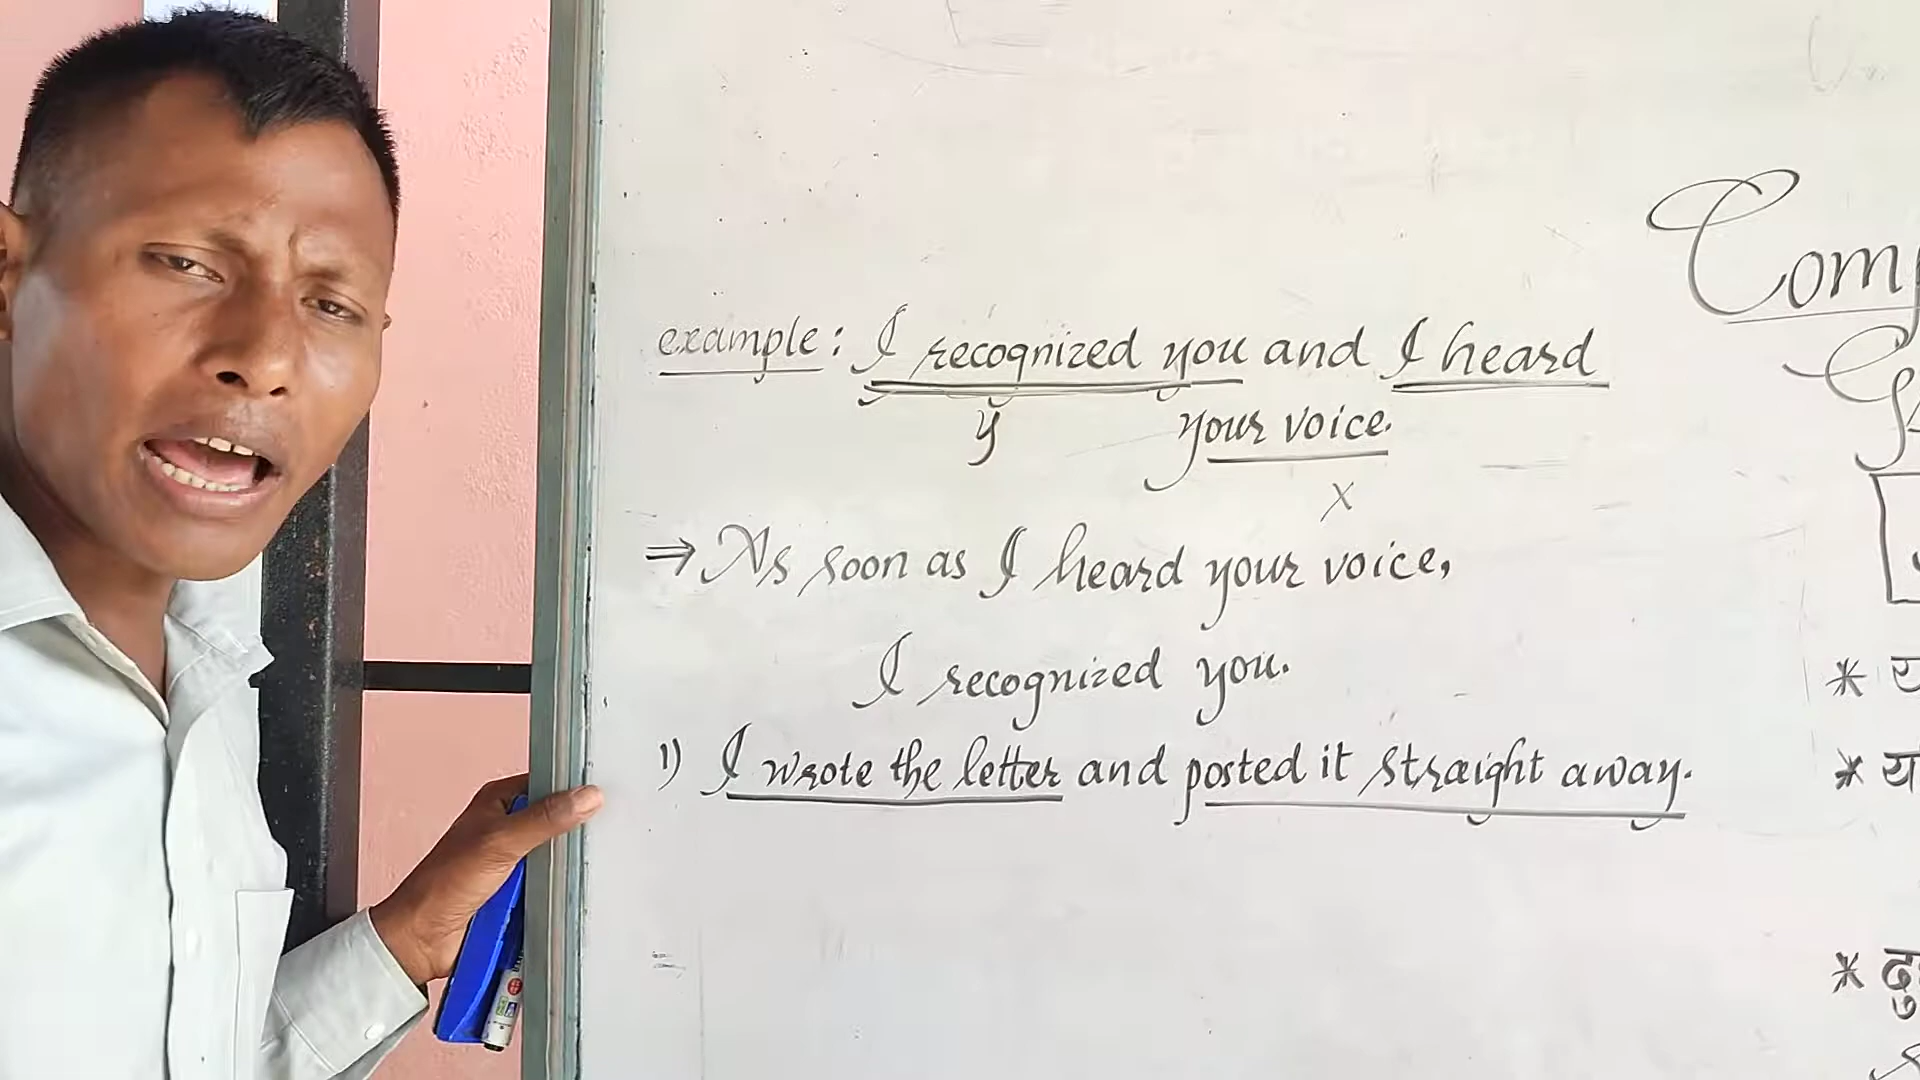 example: I recognized you and I heard
y your voice.
x
⇒ As soon as I heard your voice,
I recognized you.
1) I wrote the letter and posted it straight away.
Com
* य
* य
* दु